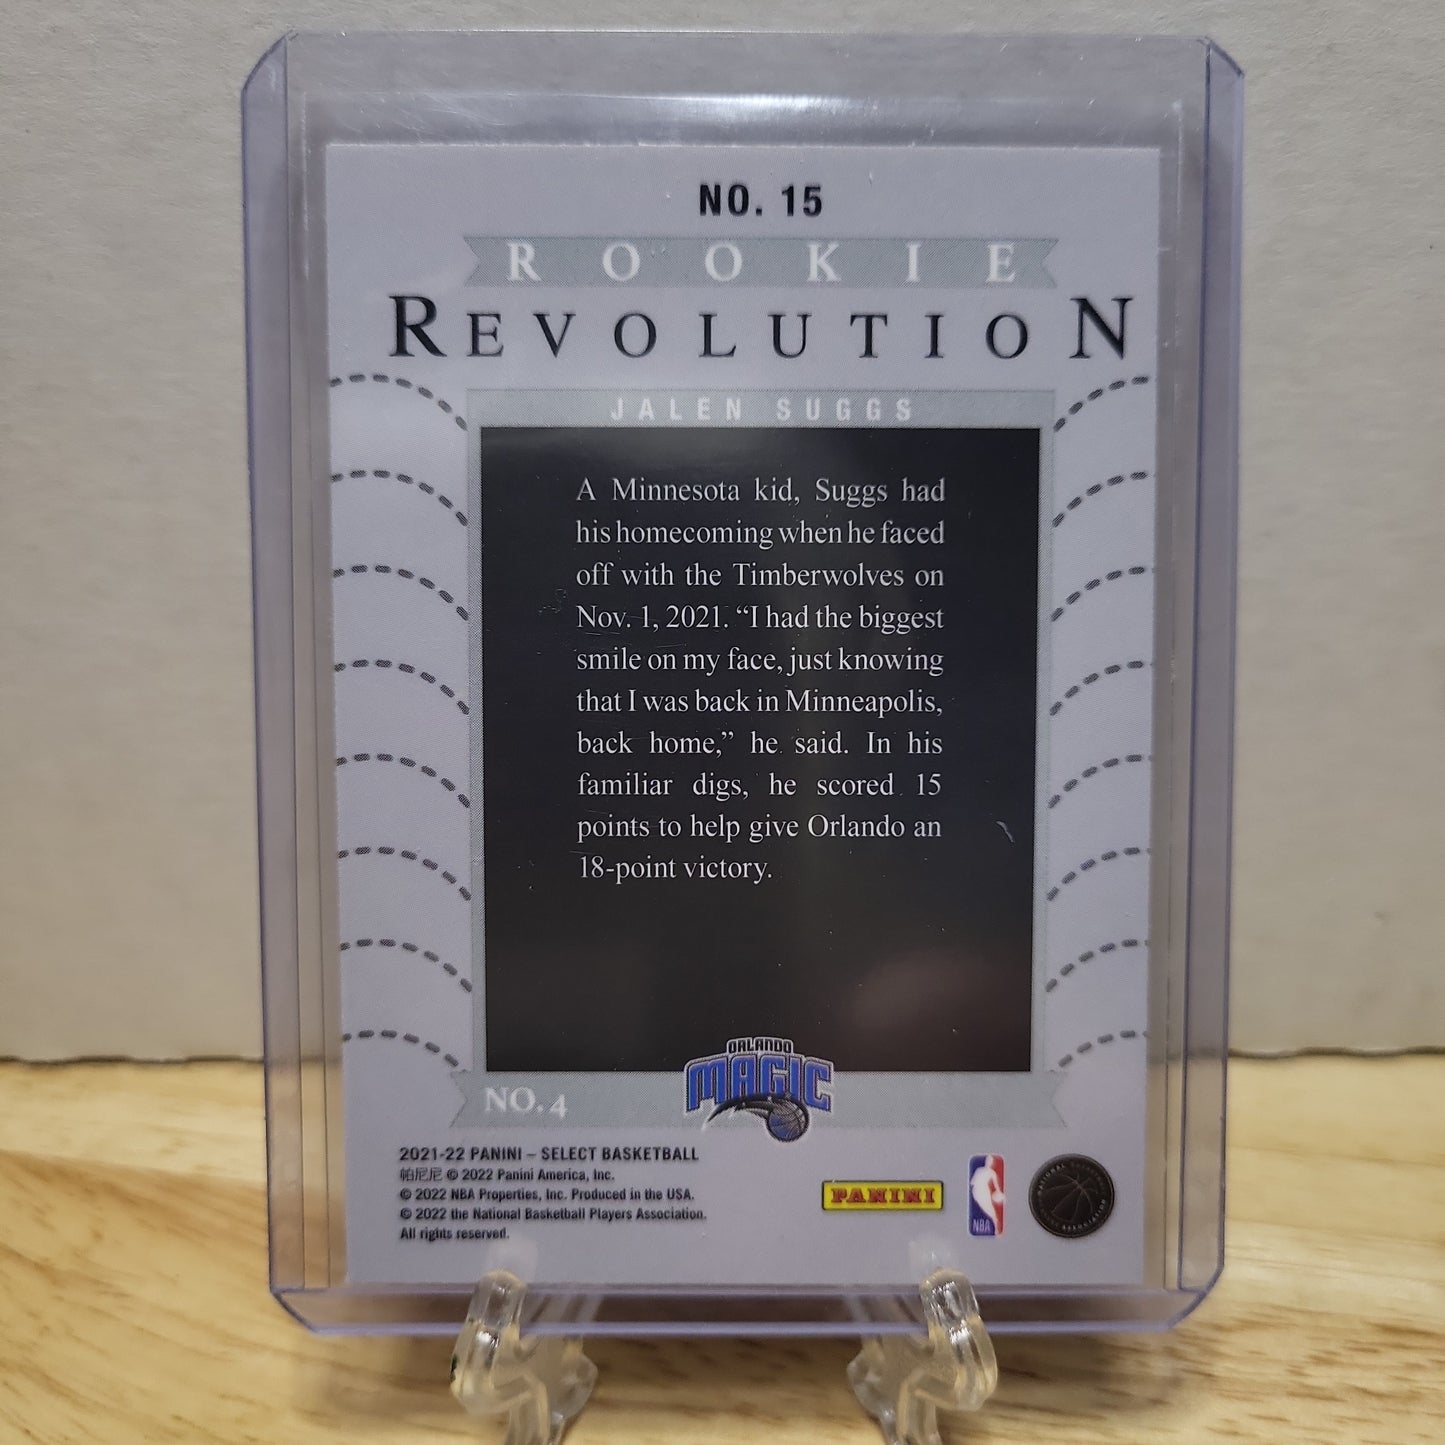 NO. 15
ROOKIE
REVOLUTION
JALEN SUGGS
A Minnesota kid, Suggs had
his homecoming when he faced
off with the Timberwolves on
Nov. 1, 2021. “I had the biggest
smile on my face, just knowing
that I was back in Minneapolis,
back home,” he said. In his
familiar digs, he scored 15
points to help give Orlando an
18-point victory.
ORLANDO
MAGIC
NO. 4
2021-22 PANINI – SELECT BASKETBALL
帕尼尼 © 2022 Panini America, Inc.
© 2022 NBA Properties, Inc. Produced in the USA.
© 2022 the National Basketball Players Association.
All rights reserved.
PANINI
NBA
NATIONAL BASKETBALL
PLAYERS ASSOCIATION